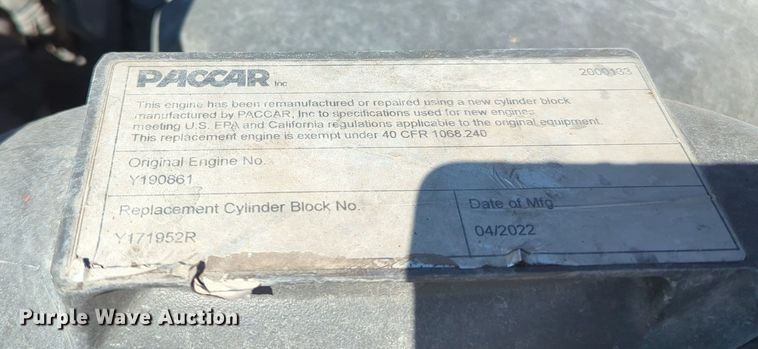 PACCAR Inc 2000133
This engine has been remanufactured or repaired using a new cylinder block
manufactured by PACCAR, Inc to specifications used for new engines
meeting U.S. EPA and California regulations applicable to the original equipment.
This replacement engine is exempt under 40 CFR 1068.240
Original Engine No.
Y190861
Replacement Cylinder Block No.
Y171952R
Date of Mfg
04/2022
Purple Wave Auction